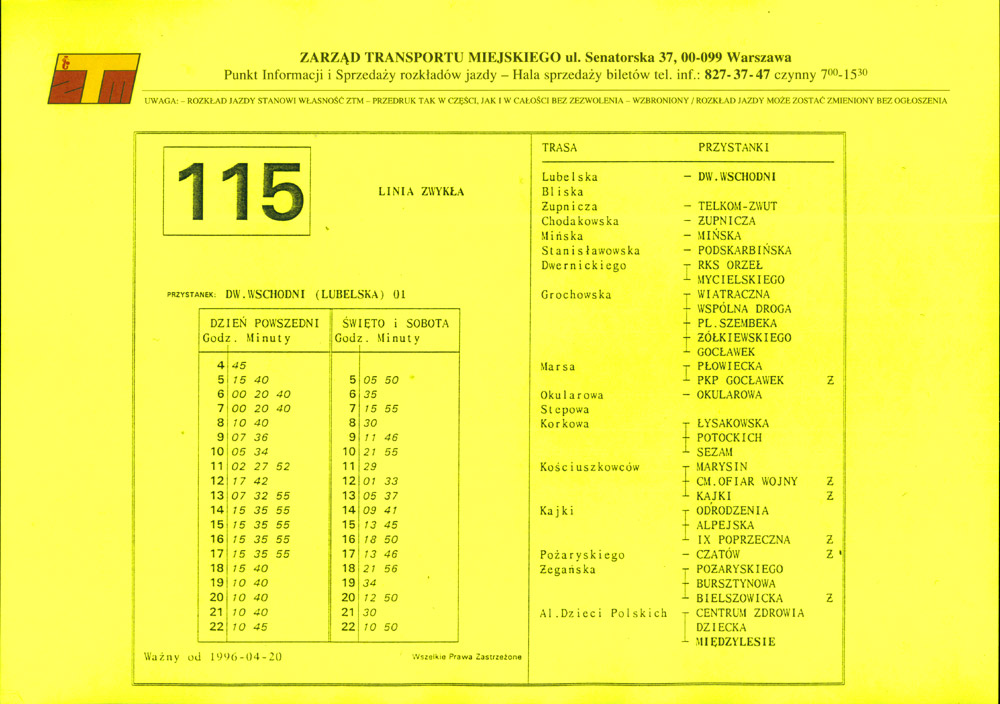 ZTM
ZARZĄD TRANSPORTU MIEJSKIEGO ul. Senatorska 37, 00-099 Warszawa
Punkt Informacji i Sprzedaży rozkładów jazdy – Hala sprzedaży biletów tel. inf.: 827-37-47 czynny 7⁰⁰-15³⁰
UWAGA: – ROZKŁAD JAZDY STANOWI WŁASNOŚĆ ZTM – PRZEDRUK TAK W CZĘŚCI, JAK I W CAŁOŚCI BEZ ZEZWOLENIA – WZBRONIONY / ROZKŁAD JAZDY MOŻE ZOSTAĆ ZMIENIONY BEZ OGŁOSZENIA
115
LINIA ZWYKŁA
PRZYSTANEK: DW.WSCHODNI (LUBELSKA) 01
DZIEŃ POWSZEDNI ŚWIĘTO i SOBOTA
Godz. Minuty Godz. Minuty
4 45
5 15 40 5 05 50
6 00 20 40 6 35
7 00 20 40 7 15 55
8 10 40 8 30
9 07 36 9 11 46
10 05 34 10 21 55
11 02 27 52 11 29
12 17 42 12 01 33
13 07 32 55 13 05 37
14 15 35 55 14 09 41
15 15 35 55 15 13 45
16 15 35 55 16 18 50
17 15 35 55 17 13 46
18 15 40 18 21 56
19 10 40 19 34
20 10 40 20 12 50
21 10 40 21 30
22 10 45 22 10 50
Ważny od 1996-04-20 Wszelkie Prawa Zastrzeżone
TRASA PRZYSTANKI
Lubelska – DW.WSCHODNI
Bliska
Żupnicza – TELKOM-ZWUT
Chodakowska – ŻUPNICZA
Mińska – MIŃSKA
Stanisławowska – PODSKARBIŃSKA
Dwernickiego RKS ORZEŁ
MYCIELSKIEGO
Grochowska WIATRACZNA
WSPÓLNA DROGA
PL.SZEMBEKA
ŻÓŁKIEWSKIEGO
GOCŁAWEK
Marsa PŁOWIECKA
PKP GOCŁAWEK Ż
Okularowa – OKULAROWA
Stepowa
Korkowa ŁYSAKOWSKA
POTOCKICH
SEZAM
Kościuszkowców MARYSIN
CM.OFIAR WOJNY Ż
KAJKI Ż
Kajki ODRODZENIA
ALPEJSKA
IX POPRZECZNA Ż
Pożaryskiego – CZATÓW Ż
Żegańska POŻARYSKIEGO
BURSZTYNOWA
BIELSZOWICKA Ż
Al.Dzieci Polskich CENTRUM ZDROWIA
DZIECKA
MIĘDZYLESIE